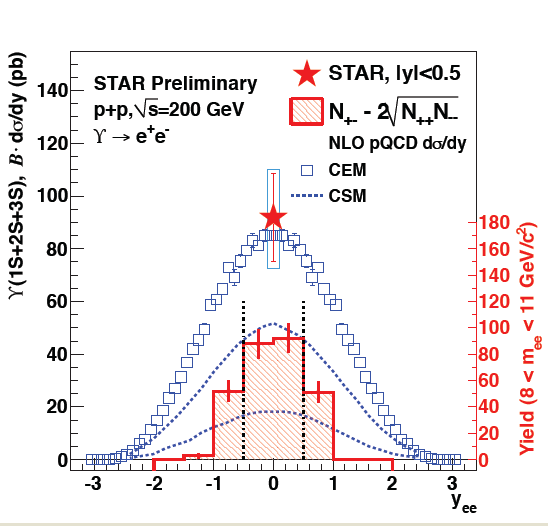 ϒ(1S+2S+3S), B· dσ/dy (pb)
STAR Preliminary
p+p,√s=200 GeV
ϒ → e⁺e⁻
STAR, |y|<0.5
N₊₋ - 2√N₊₊N₋₋
NLO pQCD dσ/dy
CEM
CSM
140
120
100
80
60
40
20
0
180
160
140
120
100
80
60
40
20
0
Yield (8 < mₑₑ < 11 GeV/c²)
-3 -2 -1 0 1 2 3
yₑₑ